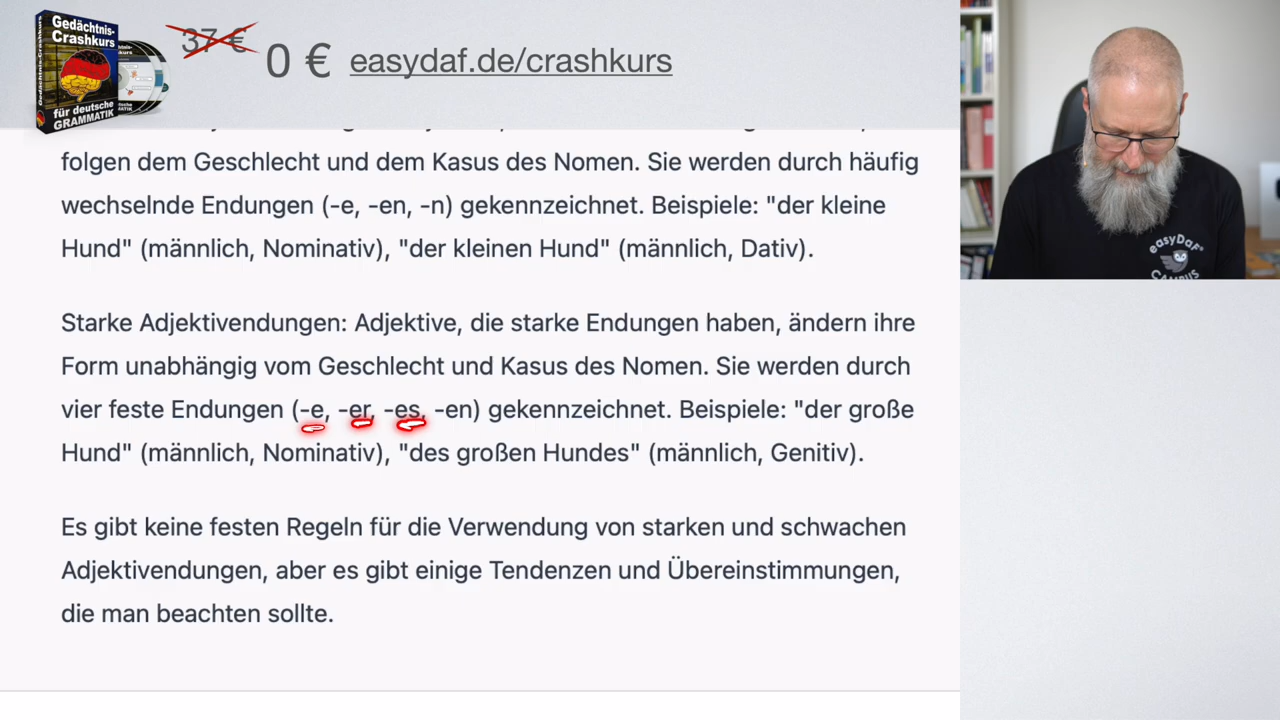 Gedächtnis-
Crashkurs
für deutsche
GRAMMATIK
37 €
0 € easydaf.de/crashkurs
folgen dem Geschlecht und dem Kasus des Nomen. Sie werden durch häufig
wechselnde Endungen (-e, -en, -n) gekennzeichnet. Beispiele: "der kleine
Hund" (männlich, Nominativ), "der kleinen Hund" (männlich, Dativ).
Starke Adjektivendungen: Adjektive, die starke Endungen haben, ändern ihre
Form unabhängig vom Geschlecht und Kasus des Nomen. Sie werden durch
vier feste Endungen (-e, -er, -es, -en) gekennzeichnet. Beispiele: "der große
Hund" (männlich, Nominativ), "des großen Hundes" (männlich, Genitiv).
Es gibt keine festen Regeln für die Verwendung von starken und schwachen
Adjektivendungen, aber es gibt einige Tendenzen und Übereinstimmungen,
die man beachten sollte.
easyDaF®
CAMPUS